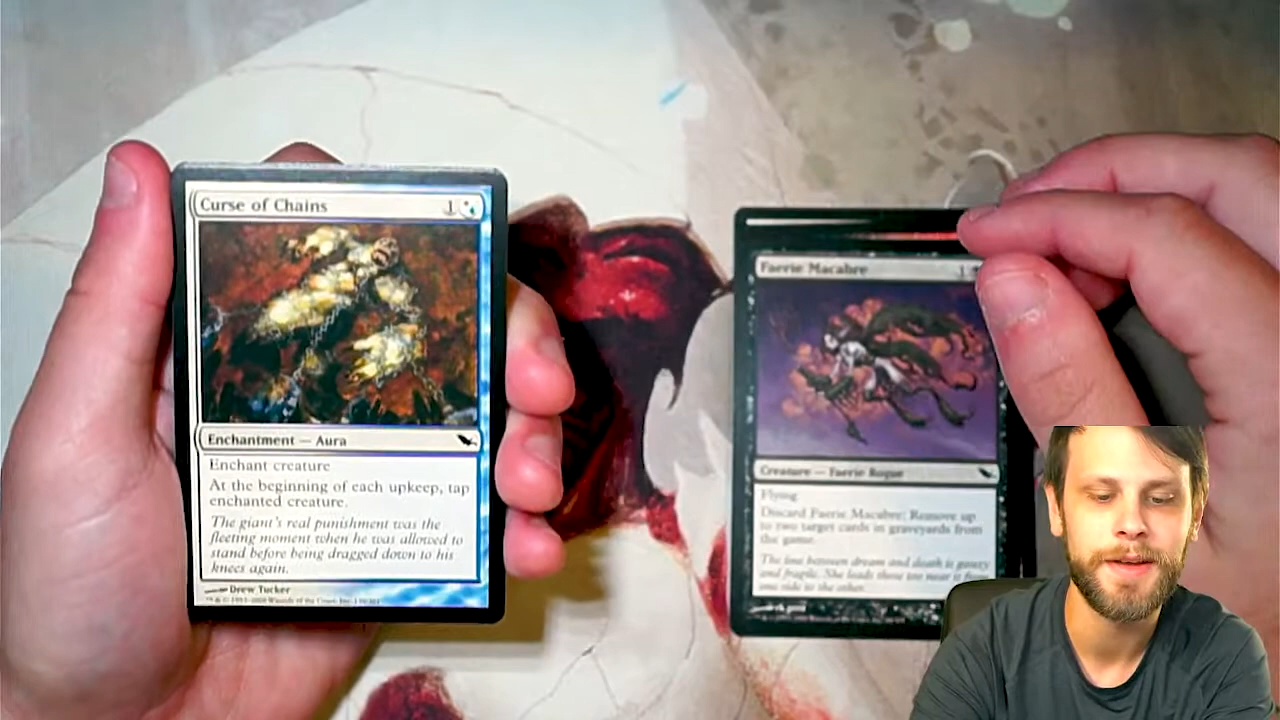 Curse of Chains 1
Enchantment — Aura
Enchant creature
At the beginning of each upkeep, tap
enchanted creature.
The giant's real punishment was the
fleeting moment when he was allowed to
stand before being dragged down to his
knees again.
Drew Tucker
Faerie Macabre 1
Creature — Faerie Rogue
Flying
Discard Faerie Macabre: Remove up
to two target cards in graveyards from
the game.
The line between dream and death is gauzy
and fragile. She leads those too near it from
one side to the other.